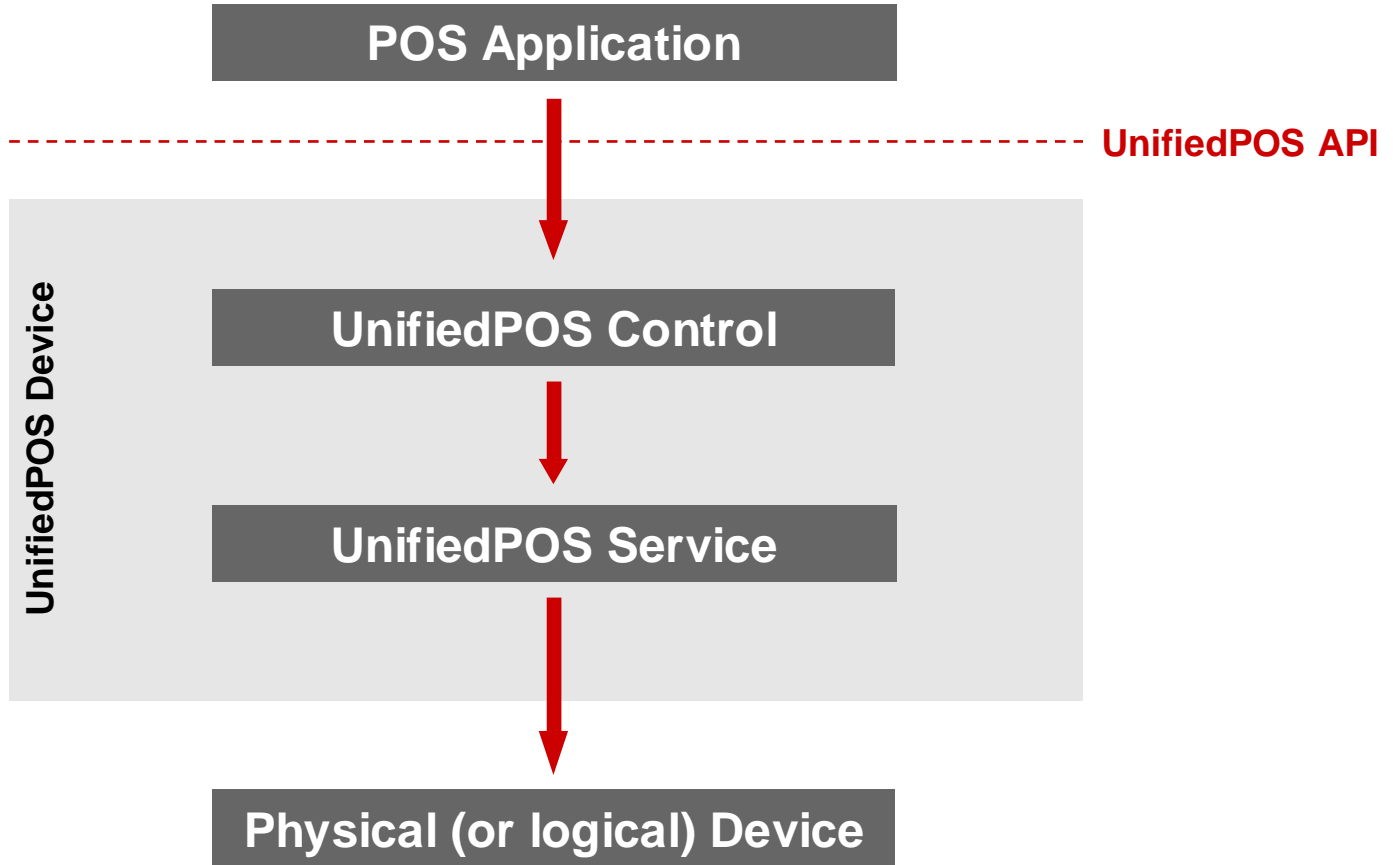 POS Application
UnifiedPOS API
UnifiedPOS Device
UnifiedPOS Control
UnifiedPOS Service
Physical (or logical) Device